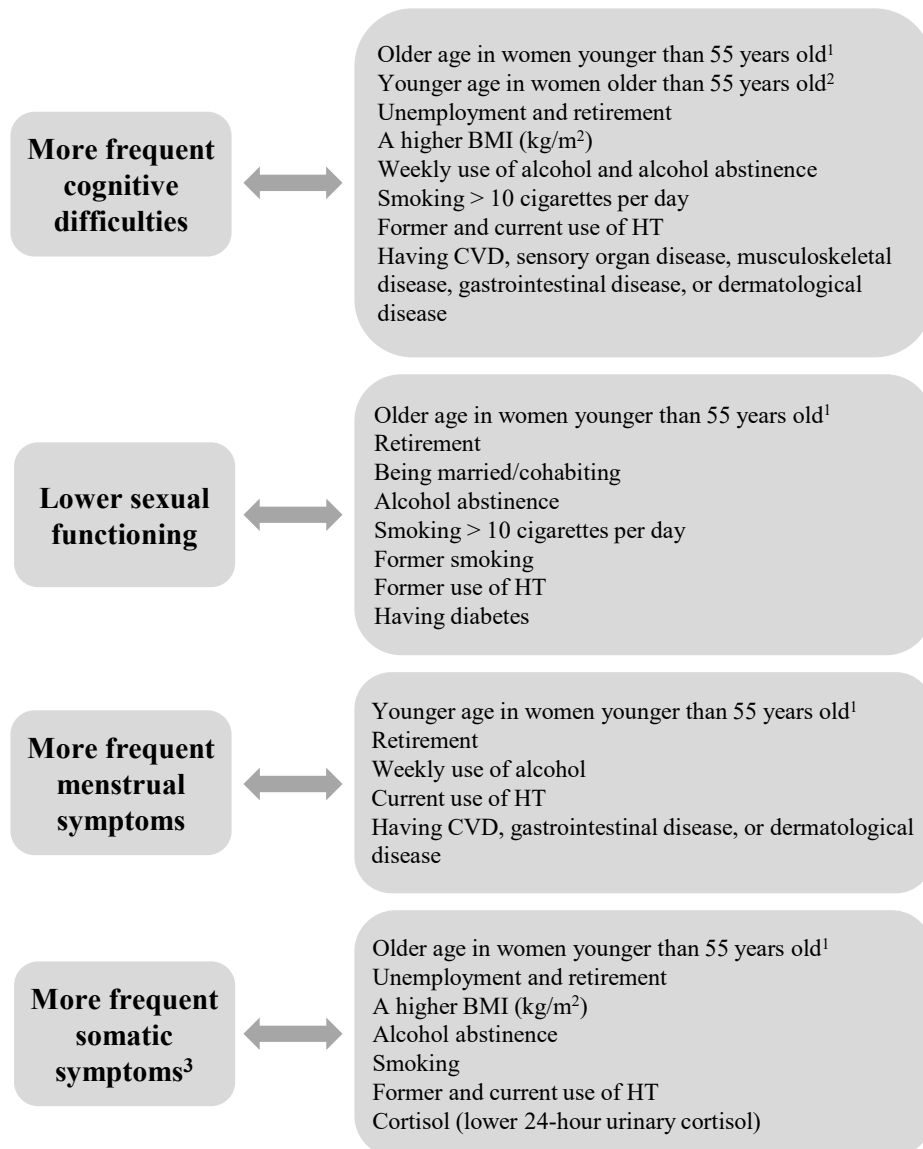 More frequent
cognitive
difficulties
Older age in women younger than 55 years old¹
Younger age in women older than 55 years old²
Unemployment and retirement
A higher BMI (kg/m²)
Weekly use of alcohol and alcohol abstinence
Smoking > 10 cigarettes per day
Former and current use of HT
Having CVD, sensory organ disease, musculoskeletal
disease, gastrointestinal disease, or dermatological
disease
Lower sexual
functioning
Older age in women younger than 55 years old¹
Retirement
Being married/cohabiting
Alcohol abstinence
Smoking > 10 cigarettes per day
Former smoking
Former use of HT
Having diabetes
More frequent
menstrual
symptoms
Younger age in women younger than 55 years old¹
Retirement
Weekly use of alcohol
Current use of HT
Having CVD, gastrointestinal disease, or dermatological
disease
More frequent
somatic
symptoms³
Older age in women younger than 55 years old¹
Unemployment and retirement
A higher BMI (kg/m²)
Alcohol abstinence
Smoking
Former and current use of HT
Cortisol (lower 24-hour urinary cortisol)